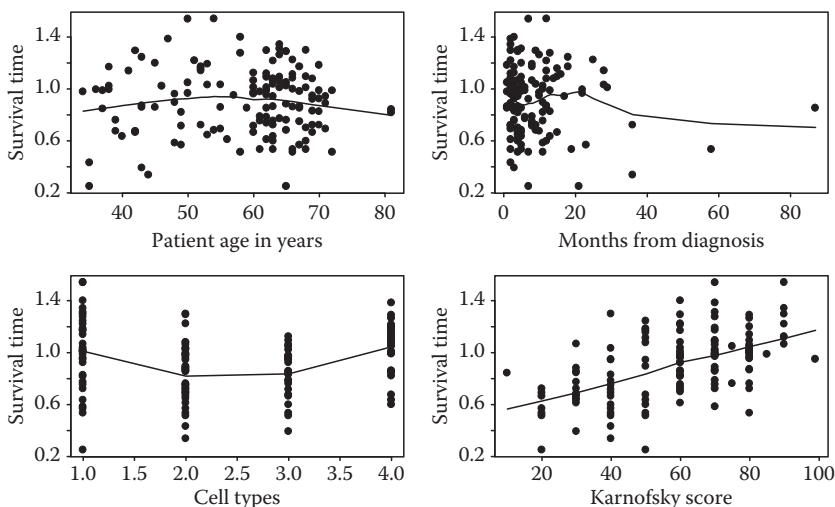 Survival time
1.4
1.0
0.6
0.2
40 50 60 70 80
Patient age in years
Survival time
1.4
1.0
0.6
0.2
0 20 40 60 80
Months from diagnosis
Survival time
1.4
1.0
0.6
0.2
1.0 1.5 2.0 2.5 3.0 3.5 4.0
Cell types
Survival time
1.4
1.0
0.6
0.2
20 40 60 80 100
Karnofsky score